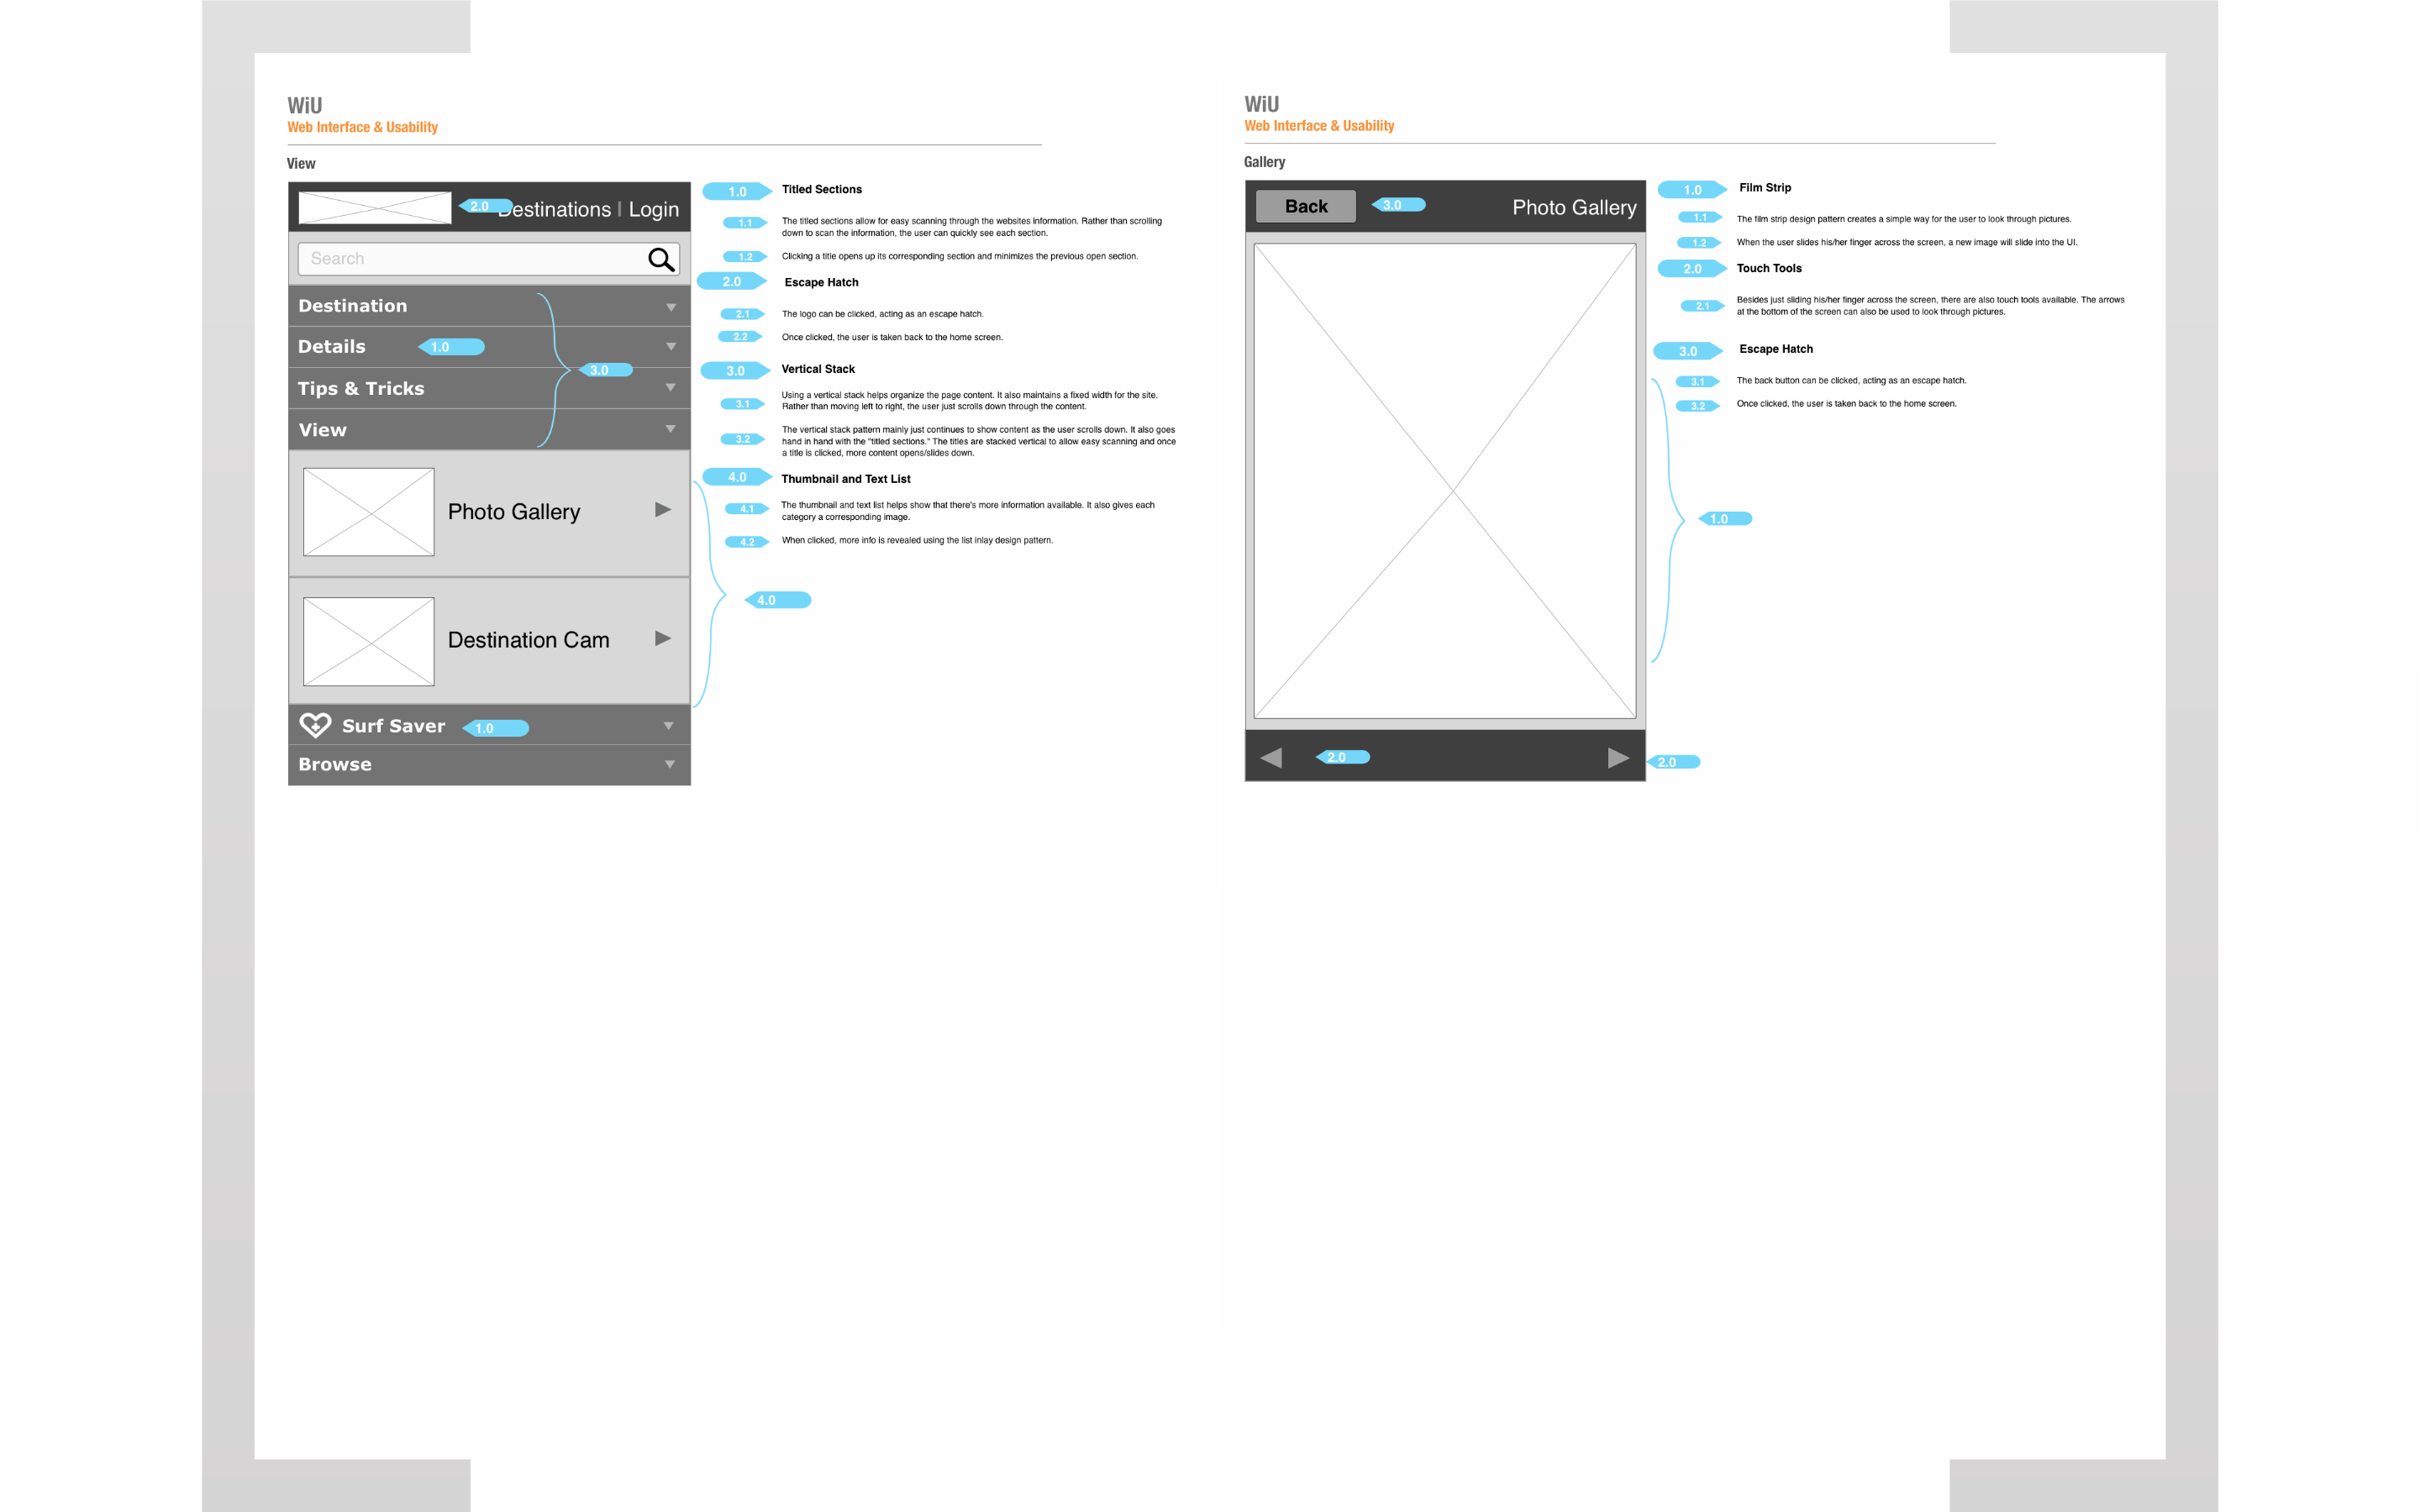 WiU
Web Interface & Usability
View
2.0
Destinations | Login
Search
Destination
Details
1.0
Tips & Tricks
3.0
View
Photo Gallery
Destination Cam
4.0
Surf Saver
1.0
Browse
1.0
Titled Sections
1.1
The titled sections allow for easy scanning through the websites information. Rather than scrolling
down to scan the information, the user can quickly see each section.
1.2
Clicking a title opens up its corresponding section and minimizes the previous open section.
2.0
Escape Hatch
2.1
The logo can be clicked, acting as an escape hatch.
2.2
Once clicked, the user is taken back to the home screen.
3.0
Vertical Stack
3.1
Using a vertical stack helps organize the page content. It also maintains a fixed width for the site.
Rather than moving left to right, the user just scrolls down through the content.
3.2
The vertical stack pattern mainly just continues to show content as the user scrolls down. It also goes
hand in hand with the "titled sections." The titles are stacked vertical to allow easy scanning and once
a title is clicked, more content opens/slides down.
4.0
Thumbnail and Text List
4.1
The thumbnail and text list helps show that there's more information available. It also gives each
category a corresponding image.
4.2
When clicked, more info is revealed using the list inlay design pattern.
WiU
Web Interface & Usability
Gallery
Back
3.0
Photo Gallery
1.0
2.0
2.0
1.0
Film Strip
1.1
The film strip design pattern creates a simple way for the user to look through pictures.
1.2
When the user slides his/her finger across the screen, a new image will slide into the UI.
2.0
Touch Tools
2.1
Besides just sliding his/her finger across the screen, there are also touch tools available. The arrows
at the bottom of the screen can also be used to look through pictures.
3.0
Escape Hatch
3.1
The back button can be clicked, acting as an escape hatch.
3.2
Once clicked, the user is taken back to the home screen.